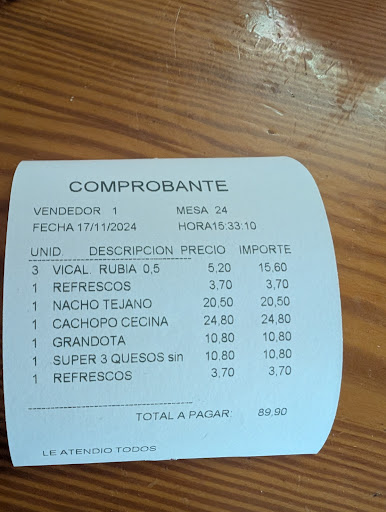 COMPROBANTE
VENDEDOR 1 MESA 24
FECHA 17/11/2024 HORA15:33:10
UNID. DESCRIPCION PRECIO IMPORTE
3 VICAL. RUBIA 0,5 5,20 15,60
1 REFRESCOS 3,70 3,70
1 NACHO TEJANO 20,50 20,50
1 CACHOPO CECINA 24,80 24,80
1 GRANDOTA 10,80 10,80
1 SUPER 3 QUESOS sin 10,80 10,80
1 REFRESCOS 3,70 3,70
TOTAL A PAGAR: 89,90
LE ATENDIO TODOS